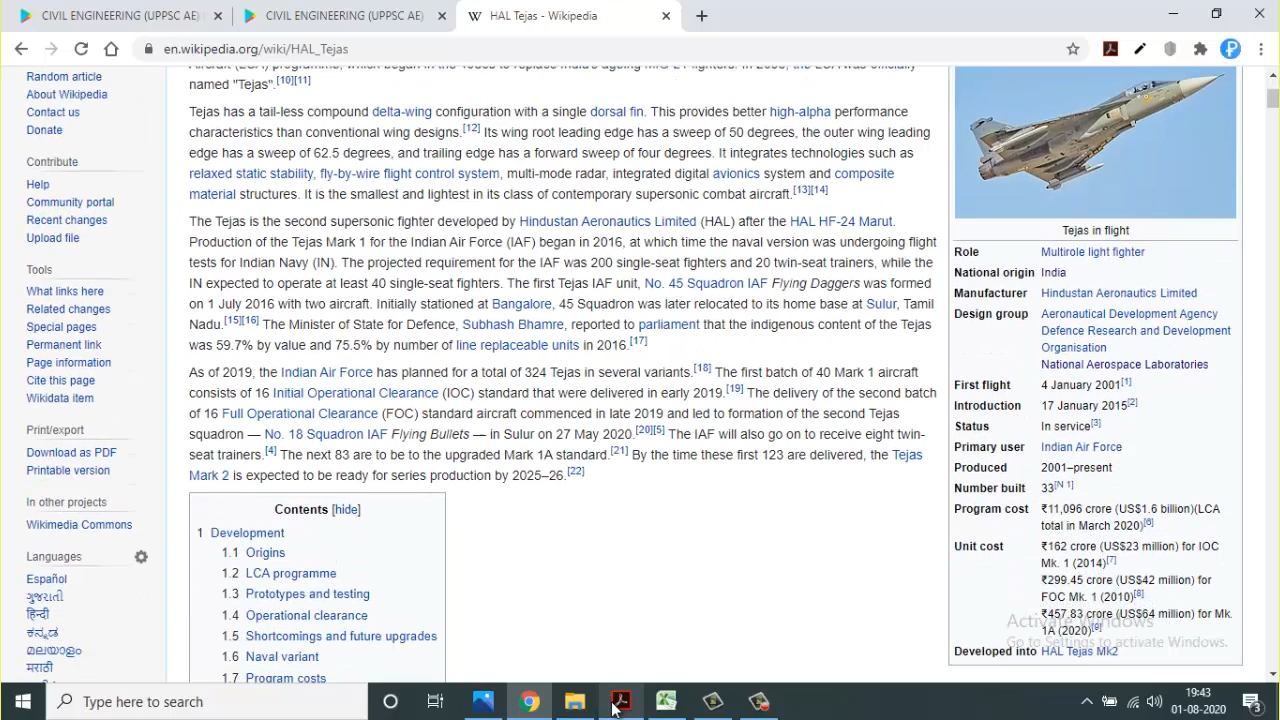 CIVIL ENGINEERING (UPPSC AE)
CIVIL ENGINEERING (UPPSC AE)
HAL Tejas - Wikipedia
en.wikipedia.org/wiki/HAL_Tejas
Random article
About Wikipedia
Contact us
Donate
Contribute
Help
Community portal
Recent changes
Upload file
Tools
What links here
Related changes
Special pages
Permanent link
Page information
Cite this page
Wikidata item
Print/export
Download as PDF
Printable version
In other projects
Wikimedia Commons
Languages
Español
ગુજરાતી
हिन्दी
ಕನ್ನಡ
മലയാളം
मराठी
named "Tejas".[10][11]
Tejas has a tail-less compound delta-wing configuration with a single dorsal fin. This provides better high-alpha performance
characteristics than conventional wing designs.[12] Its wing root leading edge has a sweep of 50 degrees, the outer wing leading
edge has a sweep of 62.5 degrees, and trailing edge has a forward sweep of four degrees. It integrates technologies such as
relaxed static stability, fly-by-wire flight control system, multi-mode radar, integrated digital avionics system and composite
material structures. It is the smallest and lightest in its class of contemporary supersonic combat aircraft.[13][14]
The Tejas is the second supersonic fighter developed by Hindustan Aeronautics Limited (HAL) after the HAL HF-24 Marut.
Production of the Tejas Mark 1 for the Indian Air Force (IAF) began in 2016, at which time the naval version was undergoing flight
tests for Indian Navy (IN). The projected requirement for the IAF was 200 single-seat fighters and 20 twin-seat trainers, while the
IN expected to operate at least 40 single-seat fighters. The first Tejas IAF unit, No. 45 Squadron IAF Flying Daggers was formed
on 1 July 2016 with two aircraft. Initially stationed at Bangalore, 45 Squadron was later relocated to its home base at Sulur, Tamil
Nadu.[15][16] The Minister of State for Defence, Subhash Bhamre, reported to parliament that the indigenous content of the Tejas
was 59.7% by value and 75.5% by number of line replaceable units in 2016.[17]
As of 2019, the Indian Air Force has planned for a total of 324 Tejas in several variants.[18] The first batch of 40 Mark 1 aircraft
consists of 16 Initial Operational Clearance (IOC) standard that were delivered in early 2019.[19] The delivery of the second batch
of 16 Full Operational Clearance (FOC) standard aircraft commenced in late 2019 and led to formation of the second Tejas
squadron — No. 18 Squadron IAF Flying Bullets — in Sulur on 27 May 2020.[20][5] The IAF will also go on to receive eight twin-
seat trainers.[4] The next 83 are to be the upgraded Mark 1A standard.[21] By the time these first 123 are delivered, the Tejas
Mark 2 is expected to be ready for series production by 2025–26.[22]
Contents [hide]
1 Development
1.1 Origins
1.2 LCA programme
1.3 Prototypes and testing
1.4 Operational clearance
1.5 Shortcomings and future upgrades
1.6 Naval variant
1.7 Program costs
Tejas in flight
Role Multirole light fighter
National origin India
Manufacturer Hindustan Aeronautics Limited
Design group Aeronautical Development Agency
Defence Research and Development
Organisation
National Aerospace Laboratories
First flight 4 January 2001[1]
Introduction 17 January 2015[2]
Status In service[3]
Primary user Indian Air Force
Produced 2001–present
Number built 33[N 1]
Program cost ₹11,096 crore (US$1.6 billion)(LCA
total in March 2020)[6]
Unit cost ₹162 crore (US$23 million) for IOC
Mk. 1 (2014)[7]
₹299.45 crore (US$42 million) for
FOC Mk. 1 (2010)[8]
₹457.83 crore (US$64 million) for Mk.
1A (2020)[9]
Developed into HAL Tejas Mk2
Activate Windows
Go to Settings to activate Windows.
Type here to search
19:43
01-08-2020
3